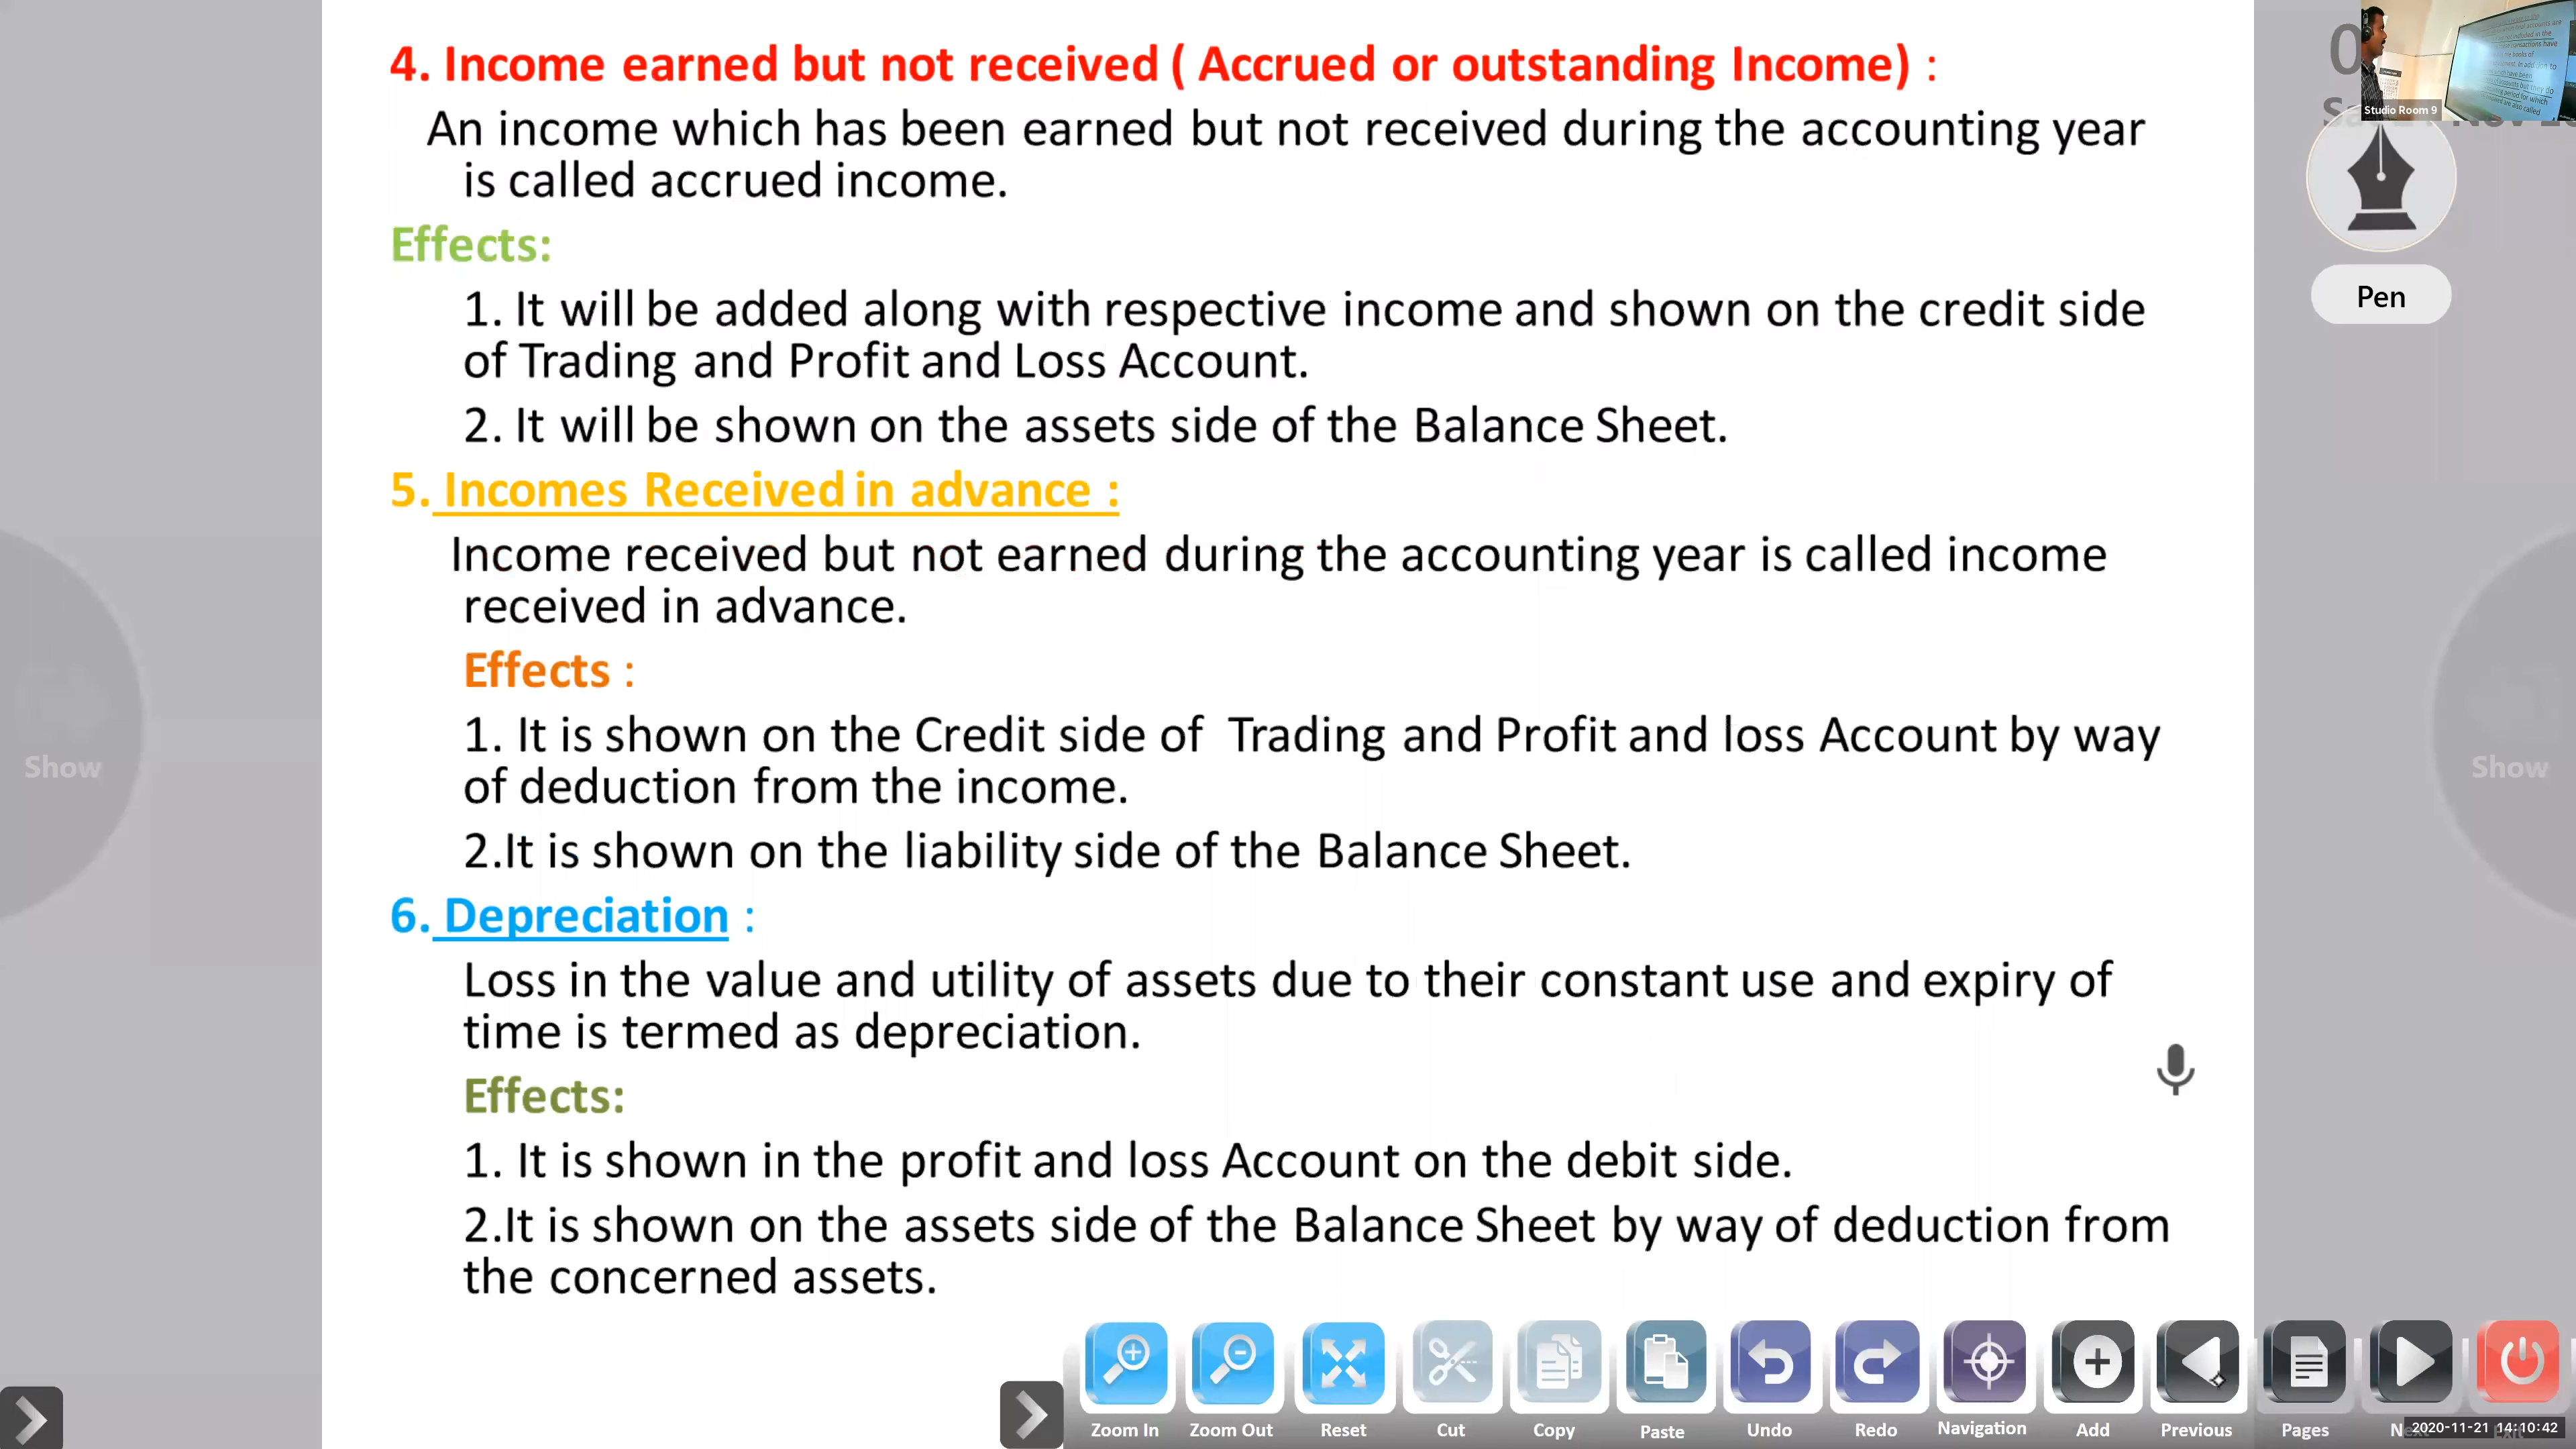 4. Income earned but not received ( Accrued or outstanding Income) :
An income which has been earned but not received during the accounting year
is called accrued income.
Effects:
1. It will be added along with respective income and shown on the credit side
of Trading and Profit and Loss Account.
2. It will be shown on the assets side of the Balance Sheet.
5. Incomes Received in advance :
Income received but not earned during the accounting year is called income
received in advance.
Effects :
1. It is shown on the Credit side of Trading and Profit and loss Account by way
of deduction from the income.
2.It is shown on the liability side of the Balance Sheet.
6. Depreciation :
Loss in the value and utility of assets due to their constant use and expiry of
time is termed as depreciation.
Effects:
1. It is shown in the profit and loss Account on the debit side.
2.It is shown on the assets side of the Balance Sheet by way of deduction from
the concerned assets.
Studio Room 9
Pen
Show
Show
Zoom In Zoom Out Reset Cut Copy Paste Undo Redo Navigation Add Previous Pages
2020-11-21 14:10:42